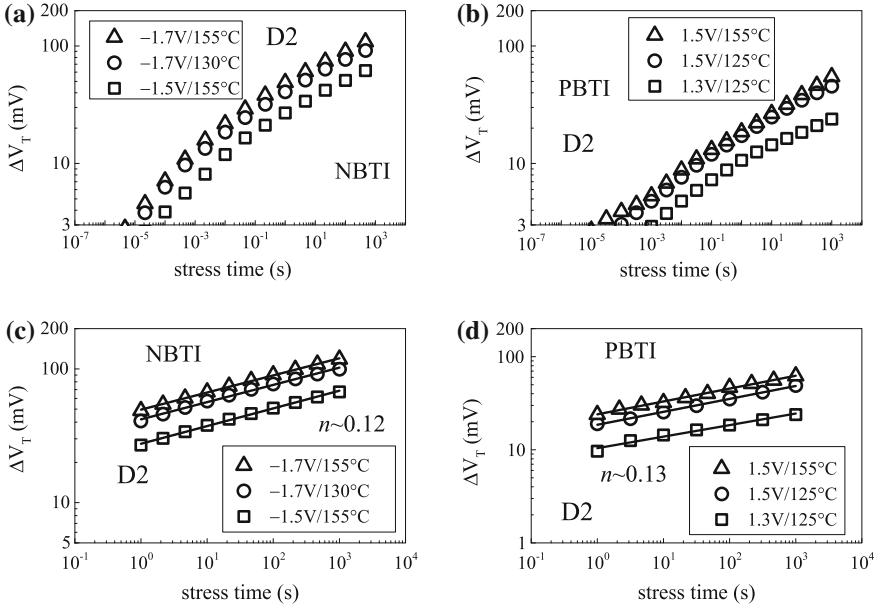 (a)
200
100
10
3
ΔV_T (mV)
D2
−1.7V/155°C
−1.7V/130°C
−1.5V/155°C
NBTI
10^-7 10^-5 10^-3 10^-1 10^1 10^3 10^5
stress time (s)
(b)
200
100
10
3
ΔV_T (mV)
1.5V/155°C
1.5V/125°C
1.3V/125°C
PBTI
D2
10^-7 10^-5 10^-3 10^-1 10^1 10^3 10^5
stress time (s)
(c)
200
100
10
5
ΔV_T (mV)
NBTI
n~0.12
D2
−1.7V/155°C
−1.7V/130°C
−1.5V/155°C
10^-1 10^0 10^1 10^2 10^3 10^4
stress time (s)
(d)
200
100
10
1
ΔV_T (mV)
PBTI
n~0.13
D2
1.5V/155°C
1.5V/125°C
1.3V/125°C
10^-1 10^0 10^1 10^2 10^3 10^4
stress time (s)